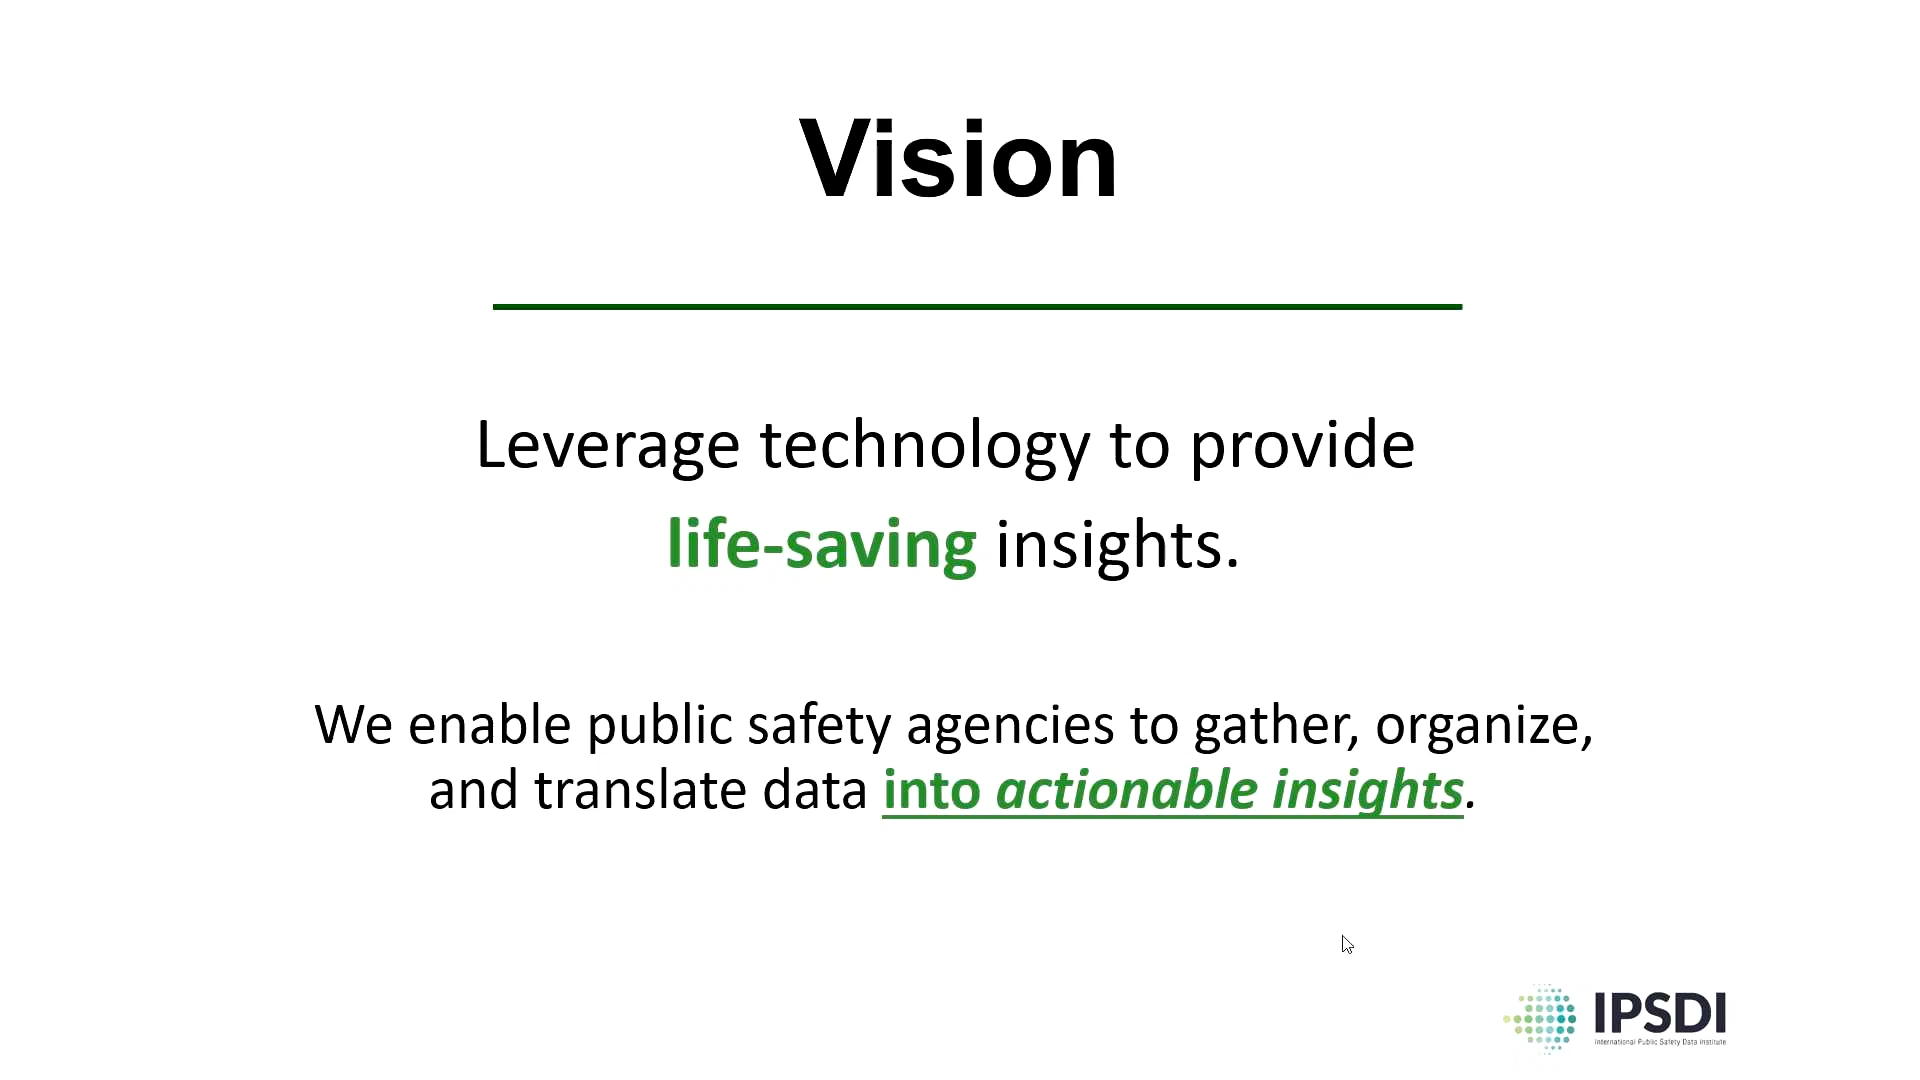 Vision
Leverage technology to provide
life-saving insights.
We enable public safety agencies to gather, organize,
and translate data into actionable insights.
IPSDI
International Public Safety Data Institute